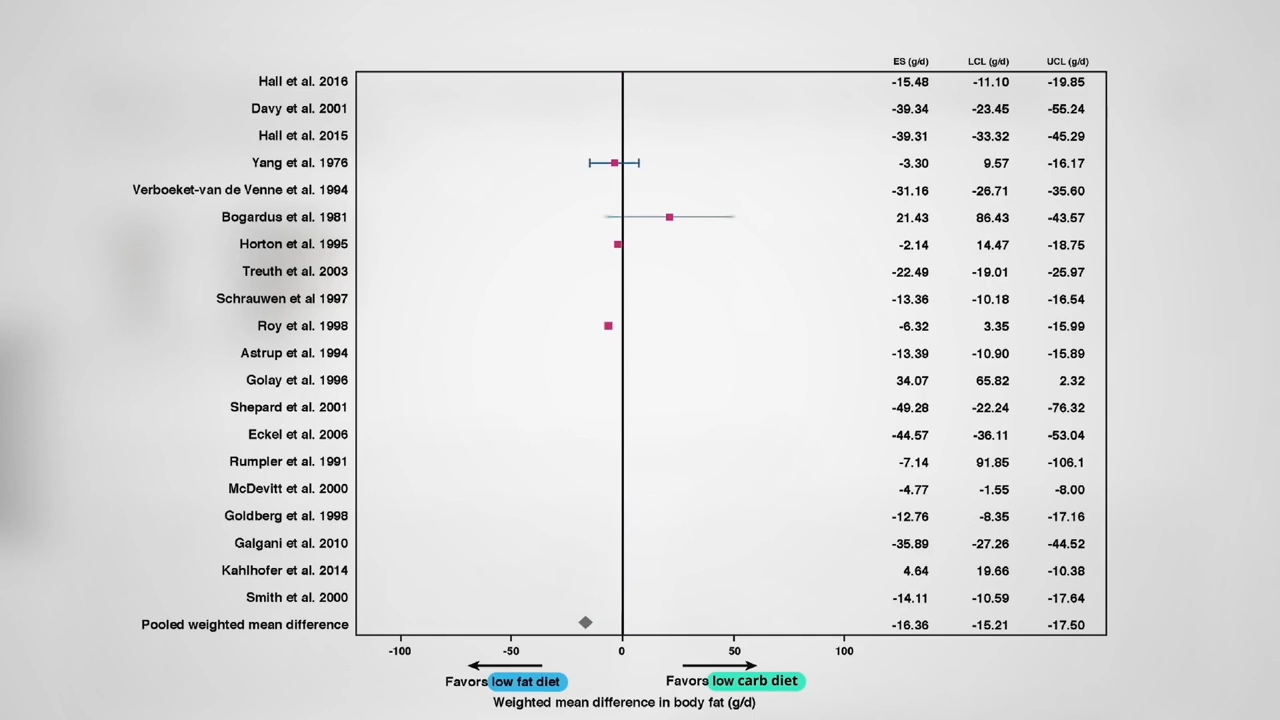 ES (g/d) LCL (g/d) UCL (g/d)
Hall et al. 2016 -15.48 -11.10 -19.85
Davy et al. 2001 -39.34 -23.45 -55.24
Hall et al. 2015 -39.31 -33.32 -45.29
Yang et al. 1976 -3.30 9.57 -16.17
Verboeket-van de Venne et al. 1994 -31.16 -26.71 -35.60
Bogardus et al. 1981 21.43 86.43 -43.57
Horton et al. 1995 -2.14 14.47 -18.75
Treuth et al. 2003 -22.49 -19.01 -25.97
Schrauwen et al 1997 -13.36 -10.18 -16.54
Roy et al. 1998 -6.32 3.35 -15.99
Astrup et al. 1994 -13.39 -10.90 -15.89
Golay et al. 1996 34.07 65.82 2.32
Shepard et al. 2001 -49.28 -22.24 -76.32
Eckel et al. 2006 -44.57 -36.11 -53.04
Rumpler et al. 1991 -7.14 91.85 -106.1
McDevitt et al. 2000 -4.77 -1.55 -8.00
Goldberg et al. 1998 -12.76 -8.35 -17.16
Galgani et al. 2010 -35.89 -27.26 -44.52
Kahlhofer et al. 2014 4.64 19.66 -10.38
Smith et al. 2000 -14.11 -10.59 -17.64
Pooled weighted mean difference -16.36 -15.21 -17.50
-100 -50 0 50 100
Favors low fat diet Favors low carb diet
Weighted mean difference in body fat (g/d)